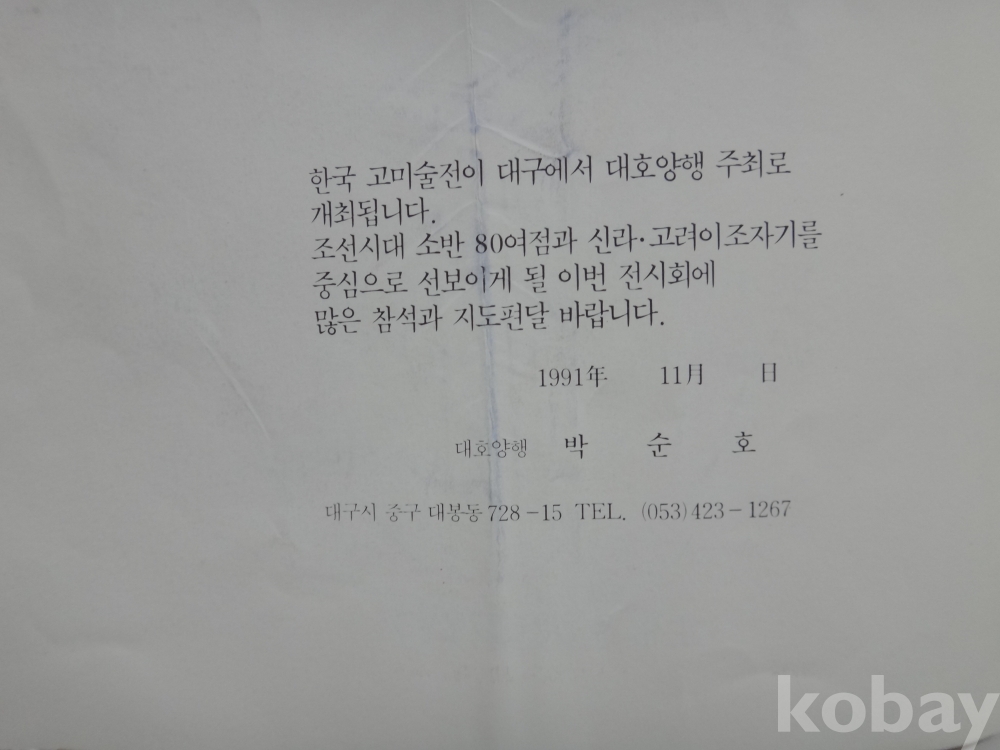 한국 고미술전이 대구에서 대호양행 주최로
개최됩니다.
조선시대 소반 80여점과 신라·고려이조자기를
중심으로 선보이게 될 이번 전시회에
많은 참석과 지도편달 바랍니다.
1991年 11月 日
대호양행 박 순 호
대구시 중구 대봉동 728-15 TEL. (053)423-1267
kobay